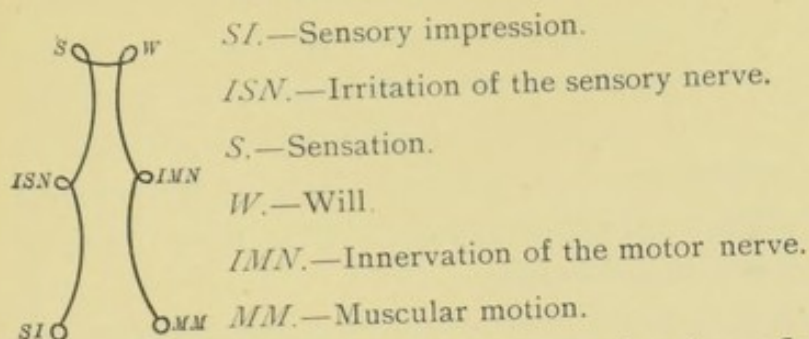 S W
ISN IMN
SI MM
SI.—Sensory impression.
ISN.—Irritation of the sensory nerve.
S.—Sensation.
W.—Will.
IMN.—Innervation of the motor nerve.
MM.—Muscular motion.